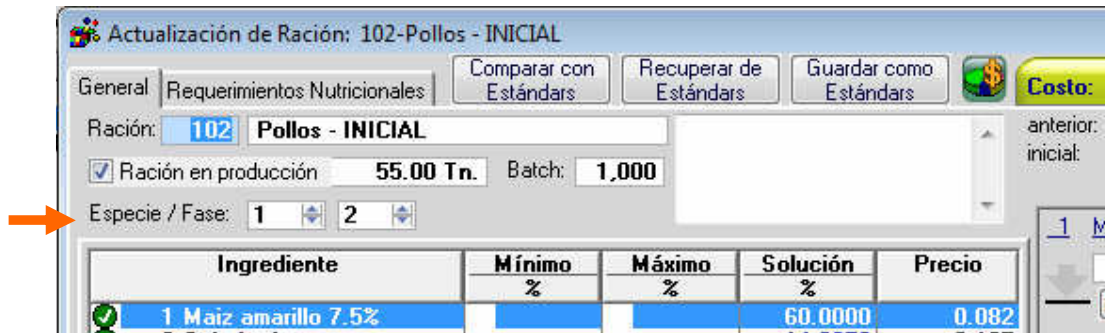 Actualización de Ración: 102-Pollos - INICIAL
General Requerimientos Nutricionales Comparar con Estándars Recuperar de Estándars Guardar como Estándars Costo:
Ración: 102 Pollos - INICIAL anterior:
inicial:
Ración en producción 55.00 Tn. Batch: 1,000
Especie / Fase: 1 2
1 M
Ingrediente Mínimo Máximo Solución Precio
% % %
1 Maiz amarillo 7.5% 60.0000 0.082